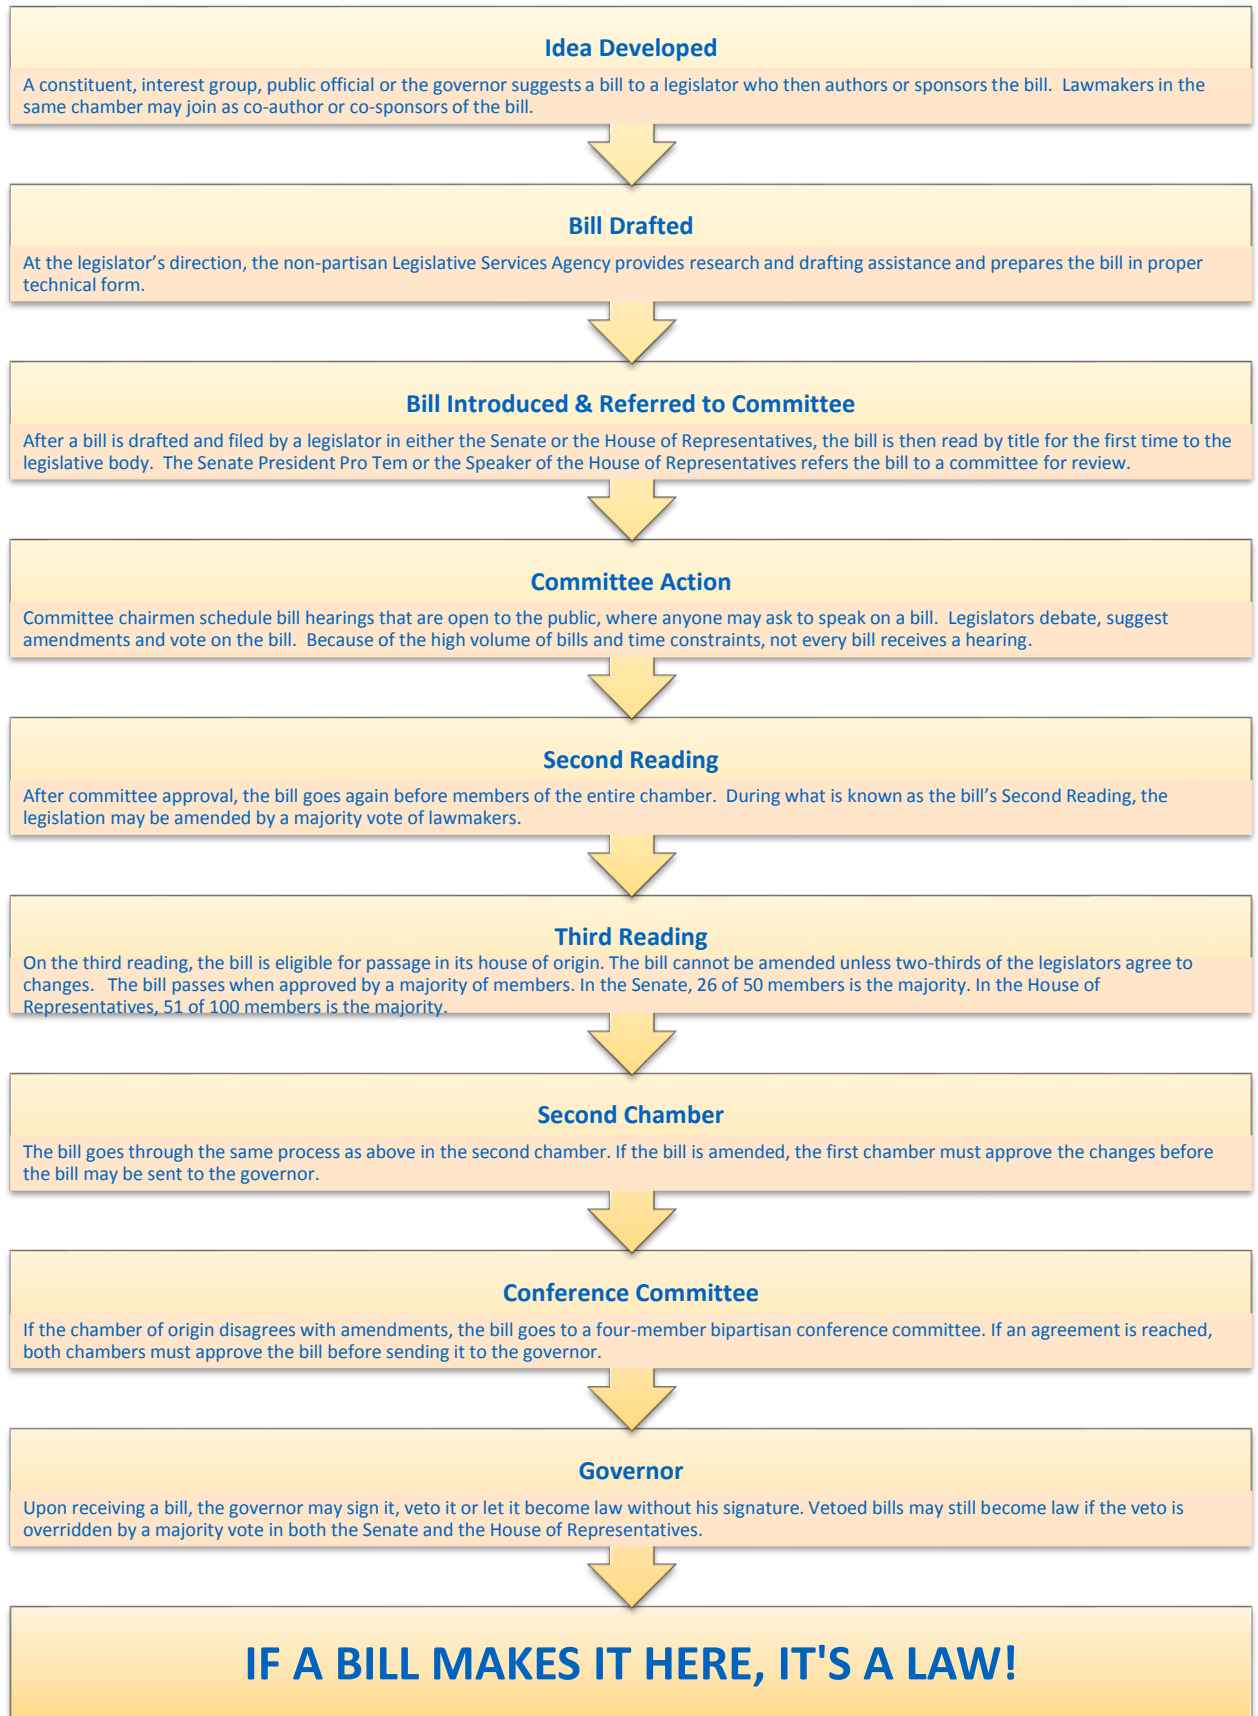 Idea Developed
A constituent, interest group, public official or the governor suggests a bill to a legislator who then authors or sponsors the bill.  Lawmakers in the
same chamber may join as co-author or co-sponsors of the bill.
Bill Drafted
At the legislator’s direction, the non-partisan Legislative Services Agency provides research and drafting assistance and prepares the bill in proper
technical form.
Bill Introduced & Referred to Committee
After a bill is drafted and filed by a legislator in either the Senate or the House of Representatives, the bill is then read by title for the first time to the
legislative body.  The Senate President Pro Tem or the Speaker of the House of Representatives refers the bill to a committee for review.
Committee Action
Committee chairmen schedule bill hearings that are open to the public, where anyone may ask to speak on a bill.  Legislators debate, suggest
amendments and vote on the bill.  Because of the high volume of bills and time constraints, not every bill receives a hearing.
Second Reading
After committee approval, the bill goes again before members of the entire chamber.  During what is known as the bill’s Second Reading, the
legislation may be amended by a majority vote of lawmakers.
Third Reading
On the third reading, the bill is eligible for passage in its house of origin. The bill cannot be amended unless two-thirds of the legislators agree to
changes.   The bill passes when approved by a majority of members. In the Senate, 26 of 50 members is the majority. In the House of
Representatives, 51 of 100 members is the majority.
Second Chamber
The bill goes through the same process as above in the second chamber. If the bill is amended, the first chamber must approve the changes before
the bill may be sent to the governor.
Conference Committee
If the chamber of origin disagrees with amendments, the bill goes to a four-member bipartisan conference committee. If an agreement is reached,
both chambers must approve the bill before sending it to the governor.
Governor
Upon receiving a bill, the governor may sign it, veto it or let it become law without his signature. Vetoed bills may still become law if the veto is
overridden by a majority vote in both the Senate and the House of Representatives.
IF A BILL MAKES IT HERE, IT'S A LAW!